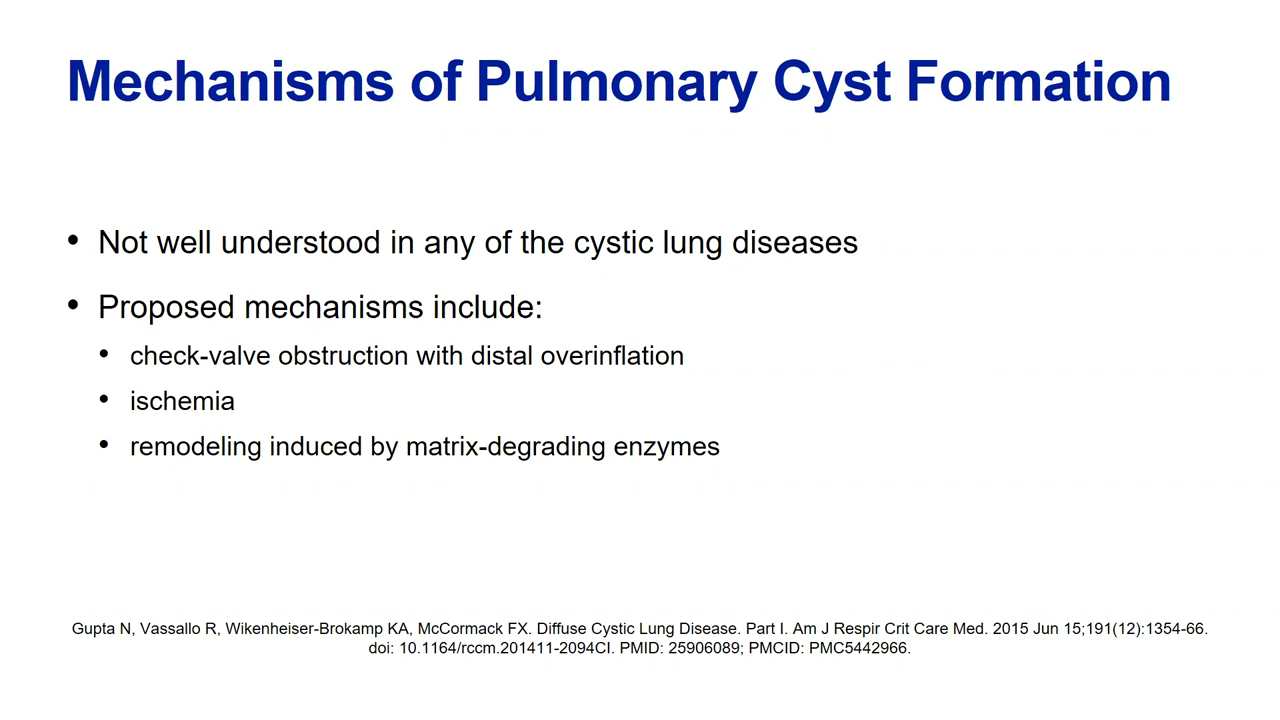 Mechanisms of Pulmonary Cyst Formation
• Not well understood in any of the cystic lung diseases
• Proposed mechanisms include:
• check-valve obstruction with distal overinflation
• ischemia
• remodeling induced by matrix-degrading enzymes
Gupta N, Vassallo R, Wikenheiser-Brokamp KA, McCormack FX. Diffuse Cystic Lung Disease. Part I. Am J Respir Crit Care Med. 2015 Jun 15;191(12):1354-66.
doi: 10.1164/rccm.201411-2094CI. PMID: 25906089; PMCID: PMC5442966.